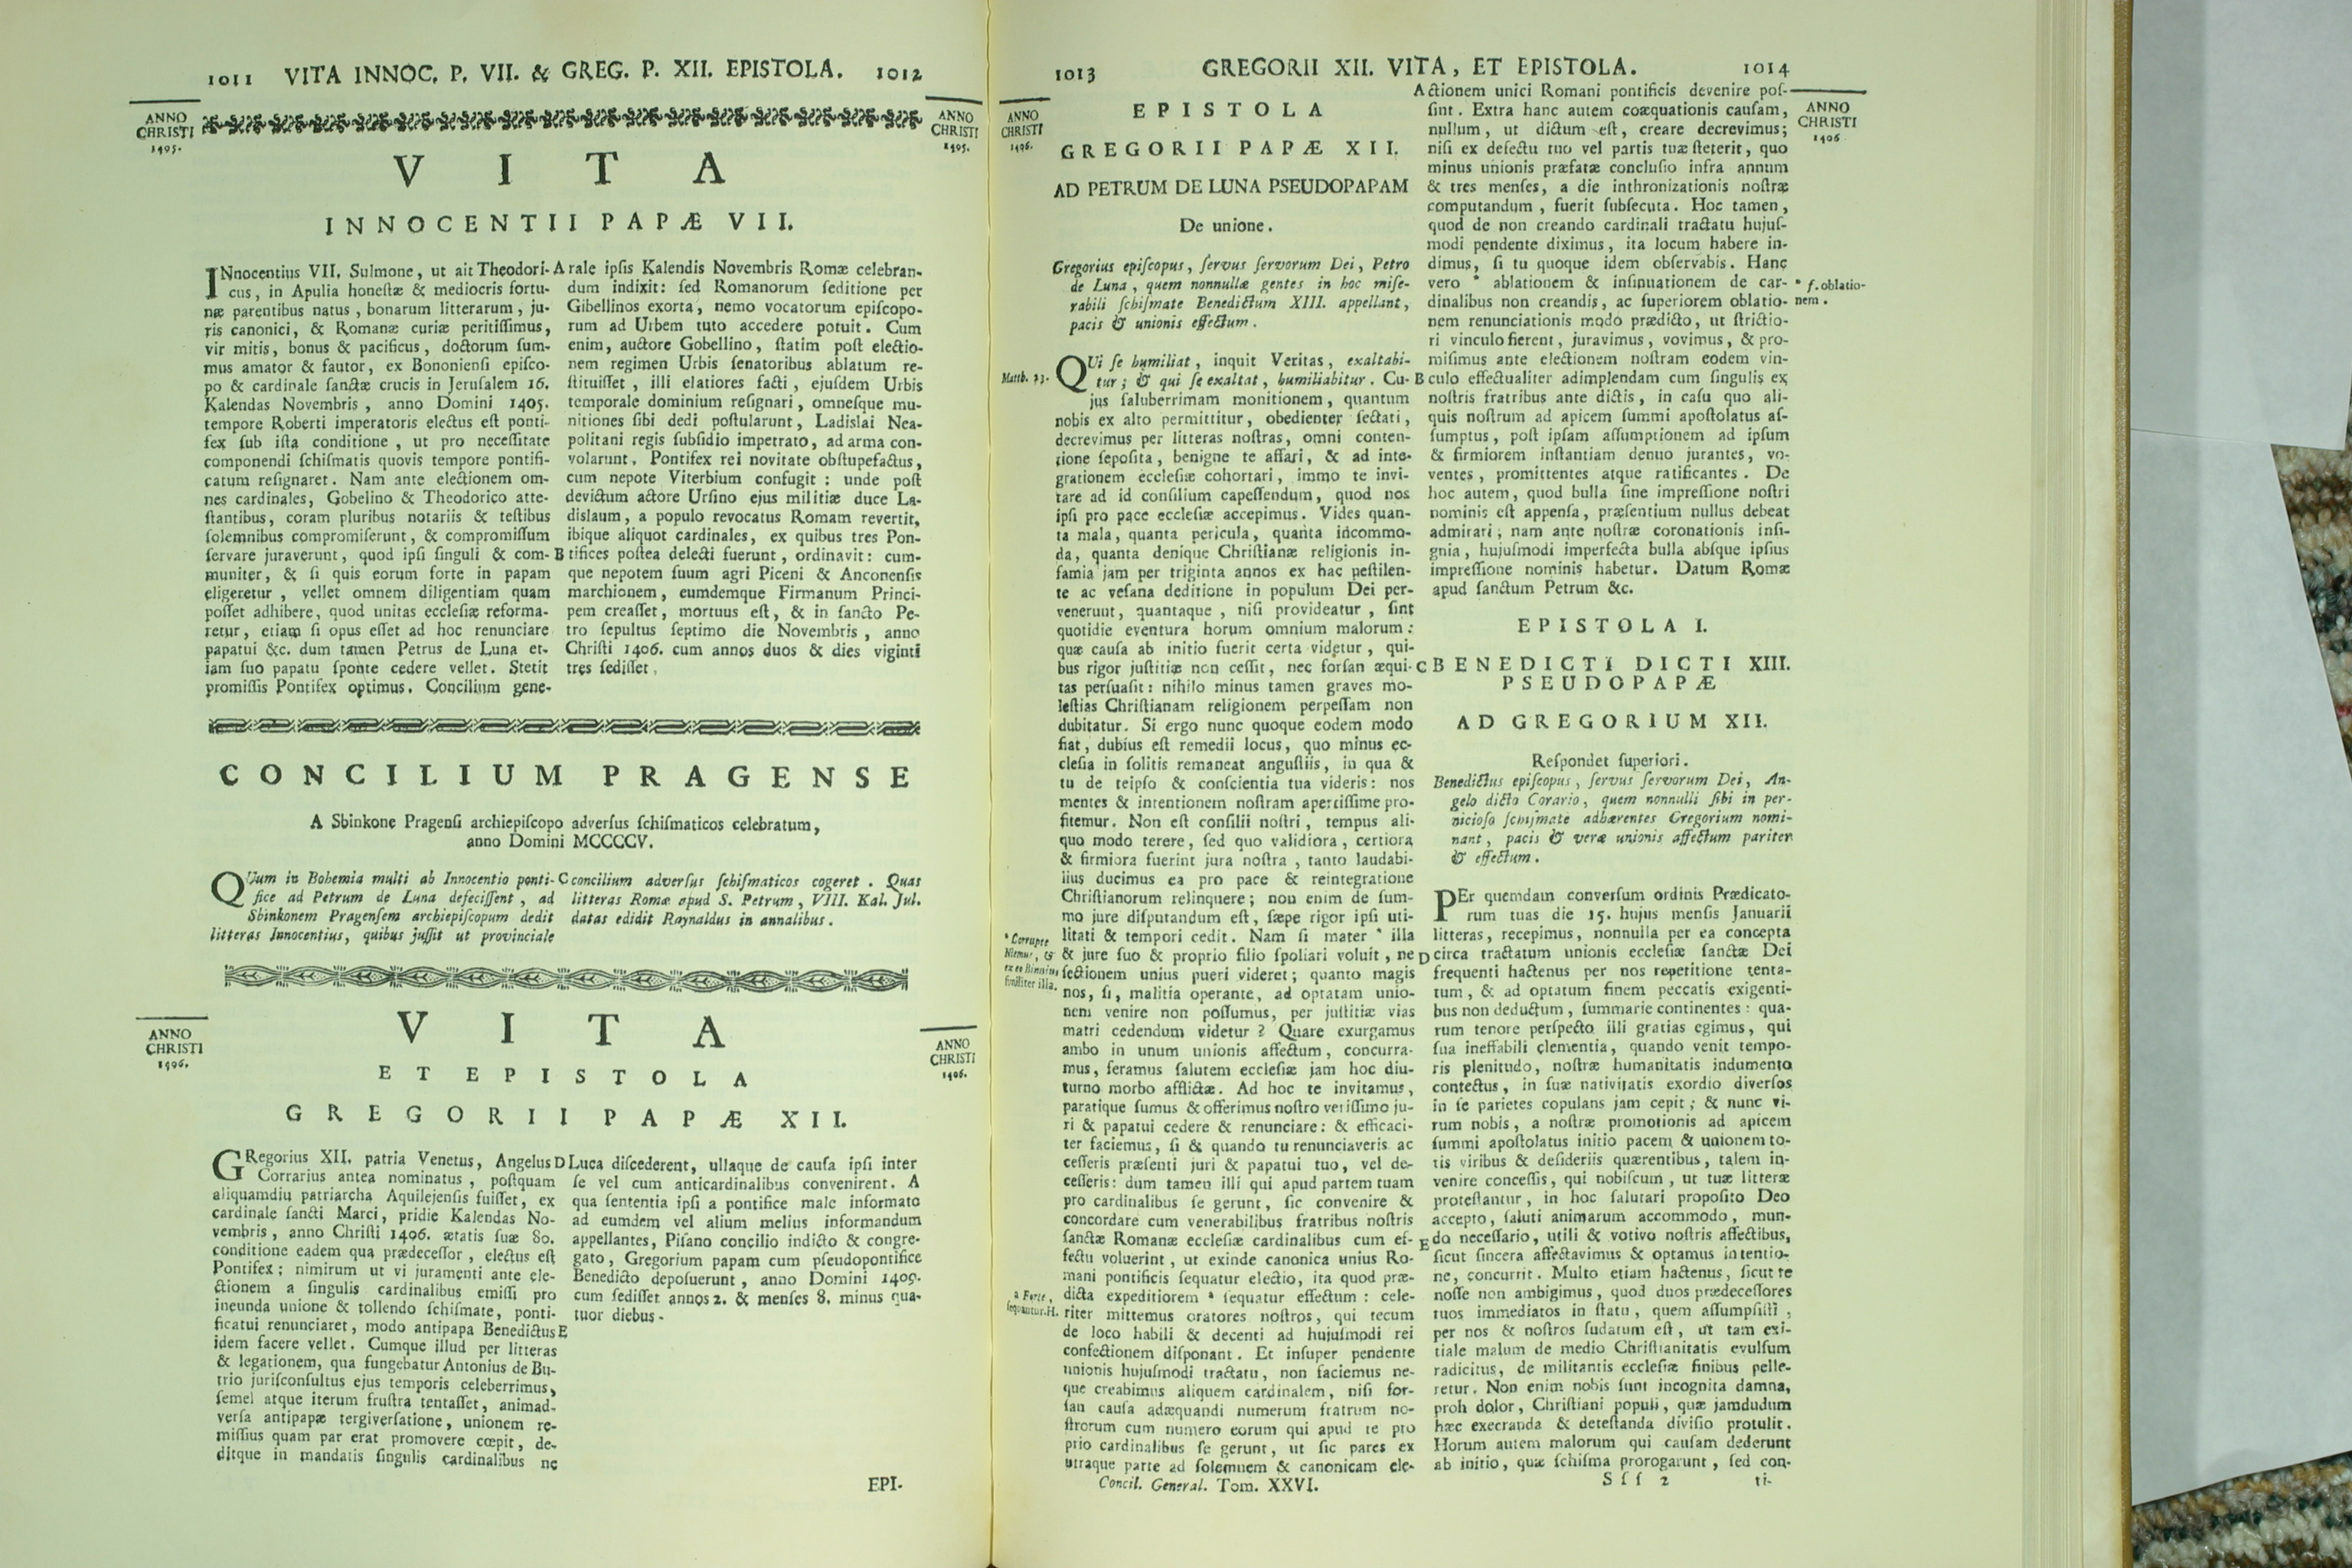 1011 VITA INNOC. P. VII. & GREG. P. XII. EPISTOLA. 1012
ANNO
CHRISTI
1405.
ANNO
CHRISTI
1405.
VITA
INNOCENTII PAPÆ VII.
INnocentius VII. Sulmone, ut ait Theodori-
cus, in Apulia honeſtæ & mediocris fortu-
næ parentibus natus, bonarum litterarum, ju-
ris canonici, & Romanæ curiæ peritiſſimus,
vir mitis, bonus & pacificus, doctorum ſum-
mus amator & fautor, ex Bononienſi epiſco-
po & cardinale ſanctæ crucis in Jeruſalem 16.
Kalendas Novembris, anno Domini 1405.
tempore Roberti imperatoris electus eſt ponti-
fex ſub iſta conditione, ut pro neceſſitate
componendi ſchiſmatis quovis tempore pontifi-
catum reſignaret. Nam ante electionem om-
nes cardinales, Gobelino & Theodorico atte-
ſtantibus, coram pluribus notariis & teſtibus
ſolemnibus compromiſerunt, & compromiſſum
ſervare juraverunt, quod ipſi ſinguli & com-
muniter, & ſi quis eorum forte in papam
eligeretur, vellet omnem diligentiam quam
poſſet adhibere, quod unitas eccleſiæ reforma-
retur, etiam ſi opus eſſet ad hoc renunciare
papatui &c. dum tamen Petrus de Luna et-
iam ſuo papatu ſponte cedere vellet. Stetit
promiſſis Pontifex optimus. Concilium gene-
A rale ipſis Kalendis Novembris Romæ celebran-
dum indixit: ſed Romanorum ſeditione per
Gibellinos exorta, nemo vocatorum epiſcopo-
rum ad Urbem tuto accedere potuit. Cum
enim, auctore Gobellino, ſtatim poſt electio-
nem regimen Urbis ſenatoribus ablatum re-
ſtituiſſet, illi elatiores facti, ejuſdem Urbis
temporale dominium reſignari, omneſque mu-
nitiones ſibi dedi poſtularunt, Ladislai Nea-
politani regis ſubſidio impetrato, ad arma con-
volarunt. Pontifex rei novitate obſtupefactus,
cum nepote Viterbium confugit: unde poſt
devictum actore Urſino ejus militiæ duce La-
dislaum, a populo revocatus Romam revertit,
ibique aliquot cardinales, ex quibus tres Pon-
B tifices poſtea delecti fuerunt, ordinavit: cum-
que nepotem ſuum agri Piceni & Anconenſis
marchionem, eumdemque Firmanum Princi-
pem creaſſet, mortuus eſt, & in ſancto Pe-
tro ſepultus ſeptimo die Novembris, anno
Chriſti 1406. cum annos duos & dies viginti
tres ſediſſet.
CONCILIUM PRAGENSE
A Sbinkone Pragenſi archiepiſcopo adverſus ſchiſmaticos celebratum,
anno Domini MCCCCV.
QUum in Bohemia multi ab Innocentio ponti-
fice ad Petrum de Luna defeciſſent, ad
Sbinkonem Pragenſem archiepiſcopum dedit
litteras Innocentius, quibus juſſit ut provinciale
C concilium adverſus ſchiſmaticos cogeret. Quas
litteras Romæ apud S. Petrum, VIII. Kal. Jul.
datas edidit Raynaldus in annalibus.
ANNO
CHRISTI
1406.
ANNO
CHRISTI
1406.
VITA
ET EPISTOLA
GREGORII PAPÆ XII.
GRegorius XII. patria Venetus, Angelus
Corrarius antea nominatus, poſtquam
aliquamdiu patriarcha Aquilejenſis fuiſſet, ex
cardinale ſancti Marci, pridie Kalendas No-
vembris, anno Chriſti 1406. ætatis ſuæ 80.
conditione eadem qua prædeceſſor, electus eſt
Pontifex: nimirum ut vi juramenti ante ele-
ctionem a ſingulis cardinalibus emiſſi pro
ineunda unione & tollendo ſchiſmate, ponti-
ficatui renunciaret, modo antipapa Benedictus
idem facere vellet. Cumque illud per litteras
& legationem, qua fungebatur Antonius de Bu-
trio juriſconſultus ejus temporis celeberrimus,
ſemel atque iterum fruſtra tentaſſet, animad-
verſa antipapæ tergiverſatione, unionem re-
miſſius quam par erat promovere cœpit, de-
ditque in mandatis ſingulis cardinalibus ne
D Luca diſcederent, ullaque de cauſa ipſi inter
ſe vel cum anticardinalibus convenirent. A
qua ſententia ipſi a pontifice male informato
ad eumdem vel alium melius informandum
appellantes, Piſano concilio indicto & congre-
gato, Gregorium papam cum pſeudopontifice
Benedicto depoſuerunt, anno Domini 1409.
cum ſediſſet annos 2. & menſes 8. minus qua-
tuor diebus.
E
EPI-
1013 GREGORII XII. VITA, ET EPISTOLA. 1014
ANNO
CHRISTI
1406.
EPISTOLA
GREGORII PAPÆ XII.
AD PETRUM DE LUNA PSEUDOPAPAM
De unione.
Gregorius epiſcopus, ſervus ſervorum Dei, Petro
de Luna, quem nonnullæ gentes in hoc miſe-
rabili ſchiſmate Benedictum XIII. appellant,
pacis & unionis effectum.
Matth. 23.
QUi ſe humiliat, inquit Veritas, exaltabi-
tur; & qui ſe exaltat, humiliabitur. Cu-
jus ſaluberrimam monitionem, quantum
nobis ex alto permittitur, obedienter ſectati,
decrevimus per litteras noſtras, omni conten-
tione ſepoſita, benigne te affari, & ad inte-
grationem eccleſiæ cohortari, immo te invi-
tare ad id conſilium capeſſendum, quod nos
ipſi pro pace eccleſiæ accepimus. Vides quan-
ta mala, quanta pericula, quanta incommo-
da, quanta denique Chriſtianæ religionis in-
famia jam per triginta annos ex hac peſtilen-
te ac veſana deditione in populum Dei per-
venerunt, quantaque, niſi provideatur, ſint
quotidie eventura horum omnium malorum:
quæ cauſa ab initio fuerit certa videtur, qui-
bus rigor juſtitiæ non ceſſit, nec forſan æqui-
tas perſuaſit: nihilo minus tamen graves mo-
leſtias Chriſtianam religionem perpeſſam non
dubitatur. Si ergo nunc quoque eodem modo
fiat, dubius eſt remedii locus, quo minus ec-
cleſia in ſolitis remaneat anguſtiis, in qua &
tu de teipſo & conſcientia tua videris: nos
mentes & intentionem noſtram apertiſſime pro-
fitemur. Non eſt conſilii noſtri, tempus ali-
quo modo terere, ſed quo validiora, certiora
& firmiora fuerint jura noſtra, tanto laudabi-
lius ducimus ea pro pace & reintegratione
Chriſtianorum relinquere; non enim de ſum-
mo jure diſputandum eſt, ſæpe rigor ipſi uti-
litati & tempori cedit. Nam ſi mater * illa
& jure ſuo & proprio filio ſpoliari voluit, ne
ſectionem unius pueri videret; quanto magis
nos, ſi, malitia operante, ad optatam unio-
nem venire non poſſumus, per juſtitiæ vias
matri cedendum videtur? Quare exurgamus
ambo in unum unionis affectum, concurra-
mus, feramus ſalutem eccleſiæ jam hoc diu-
turno morbo afflictæ. Ad hoc te invitamus,
paratique ſumus & offerimus noſtro veriſſimo ju-
ri & papatui cedere & renunciare: & efficaci-
ter faciemus, ſi & quando tu renunciaveris ac
ceſſeris præſenti juri & papatui tuo, vel de-
ceſſeris: dum tamen illi qui apud partem tuam
pro cardinalibus ſe gerunt, ſic convenire &
concordare cum venerabilibus fratribus noſtris
ſanctæ Romanæ eccleſiæ cardinalibus cum ef-
fectu voluerint, ut exinde canonica unius Ro-
mani pontificis ſequatur electio, ita quod præ-
dicta expeditiorem ª ſequatur effectum: cele-
riter mittemus oratores noſtros, qui tecum
de loco habili & decenti ad hujuſmodi rei
confectionem diſponant. Et inſuper pendente
unionis hujuſmodi tractatu, non faciemus ne-
que creabimus aliquem cardinalem, niſi for-
ſan cauſa adæquandi numerum fratrum no-
ſtrorum cum numero eorum qui apud te pro
prio cardinalibus ſe gerunt, ut ſic pares ex
utraque parte ad ſolemnem & canonicam ele-
* Corrupte
a Forte,
ſequantur. H.
Concil. General. Tom. XXVI.
ANNO
CHRISTI
1406
A ctionem unici Romani pontificis devenire poſ-
ſint. Extra hanc autem coæquationis cauſam,
nullum, ut dictum eſt, creare decrevimus;
niſi ex defectu tuo vel partis tuæ ſteterit, quo
minus unionis præfatæ concluſio infra annum
& tres menſes, a die inthronizationis noſtræ
computandum, fuerit ſubſecuta. Hoc tamen,
quod de non creando cardinali tractatu hujuſ-
modi pendente diximus, ita locum habere in-
dimus, ſi tu quoque idem obſervabis. Hanc
vero * ablationem & inſinuationem de car-
dinalibus non creandis, ac ſuperiorem oblatio-
nem renunciationis modo prædicto, ut ſtrictio-
ri vinculo fierent, juravimus, vovimus, & pro-
miſimus ante electionem noſtram eodem vin-
B culo effectualiter adimplendam cum ſingulis ex
noſtris fratribus ante dictis, in caſu quo ali-
quis noſtrum ad apicem ſummi apoſtolatus aſ-
ſumptus, poſt ipſam aſſumptionem ad ipſum
& firmiorem inſtantiam denuo jurantes, vo-
ventes, promittentes atque ratificantes. De
hoc autem, quod bulla ſine impreſſione noſtri
nominis eſt appenſa, præſentium nullus debeat
admirari; nam ante noſtræ coronationis inſi-
gnia, hujuſmodi imperfecta bulla abſque ipſius
impreſſione nominis habetur. Datum Romæ
apud ſanctum Petrum &c.
* f. oblatio-
nem.
EPISTOLA I.
C BENEDICTI DICTI XIII.
PSEUDOPAPÆ
AD GREGORIUM XII.
Reſpondet ſuperiori.
Benedictus epiſcopus, ſervus ſervorum Dei, An-
gelo dicto Corario, quem nonnulli ſibi in per-
nicioſo ſchiſmate adhærentes Gregorium nomi-
nant, pacis & veræ unionis affectum pariter
& effectum.
PEr quemdam converſum ordinis Prædicato-
rum tuas die 15. hujus menſis Januarii
litteras, recepimus, nonnulla per ea concepta
D circa tractatum unionis eccleſiæ ſanctæ Dei
frequenti hactenus per nos repetitione tenta-
tum, & ad optatum finem peccatis exigenti-
bus non deductum, ſummarie continentes: qua-
rum tenore perſpecto illi gratias egimus, qui
ſua ineffabili clementia, quando venit tempo-
ris plenitudo, noſtræ humanitatis indumento
contectus, in ſuæ nativitatis exordio diverſos
in ſe parietes copulans jam cepit; & nunc vi-
rum nobis, a noſtræ promotionis ad apicem
ſummi apoſtolatus initio pacem & unionem to-
tis viribus & deſideriis quærentibus, talem in-
venire conceſſis, qui nobiſcum, ut tuæ litteræ
proteſtantur, in hoc ſalutari propoſito Deo
accepto, ſaluti animarum accommodo, mun-
E do neceſſario, utili & votivo noſtris affectibus,
ſicut ſincera affectavimus & optamus intentio-
ne, concurrit. Multo etiam hactenus, ſicut te
noſſe non ambigimus, quod duos prædeceſſores
tuos immediatos in ſtatu, quem aſſumpſiſti,
per nos & noſtros ſudatum eſt, ut tam exi-
tiale malum de medio Chriſtianitatis evulſum
radicitus, de militantis eccleſiæ finibus pelle-
retur. Non enim nobis ſunt incognita damna,
proh dolor, Chriſtiani populi, quæ jamdudum
hæc execranda & deteſtanda diviſio protulit.
Horum autem malorum qui cauſam dederunt
ab initio, quæ ſchiſma prorogarunt, ſed con-
Sſſ 2 ti-